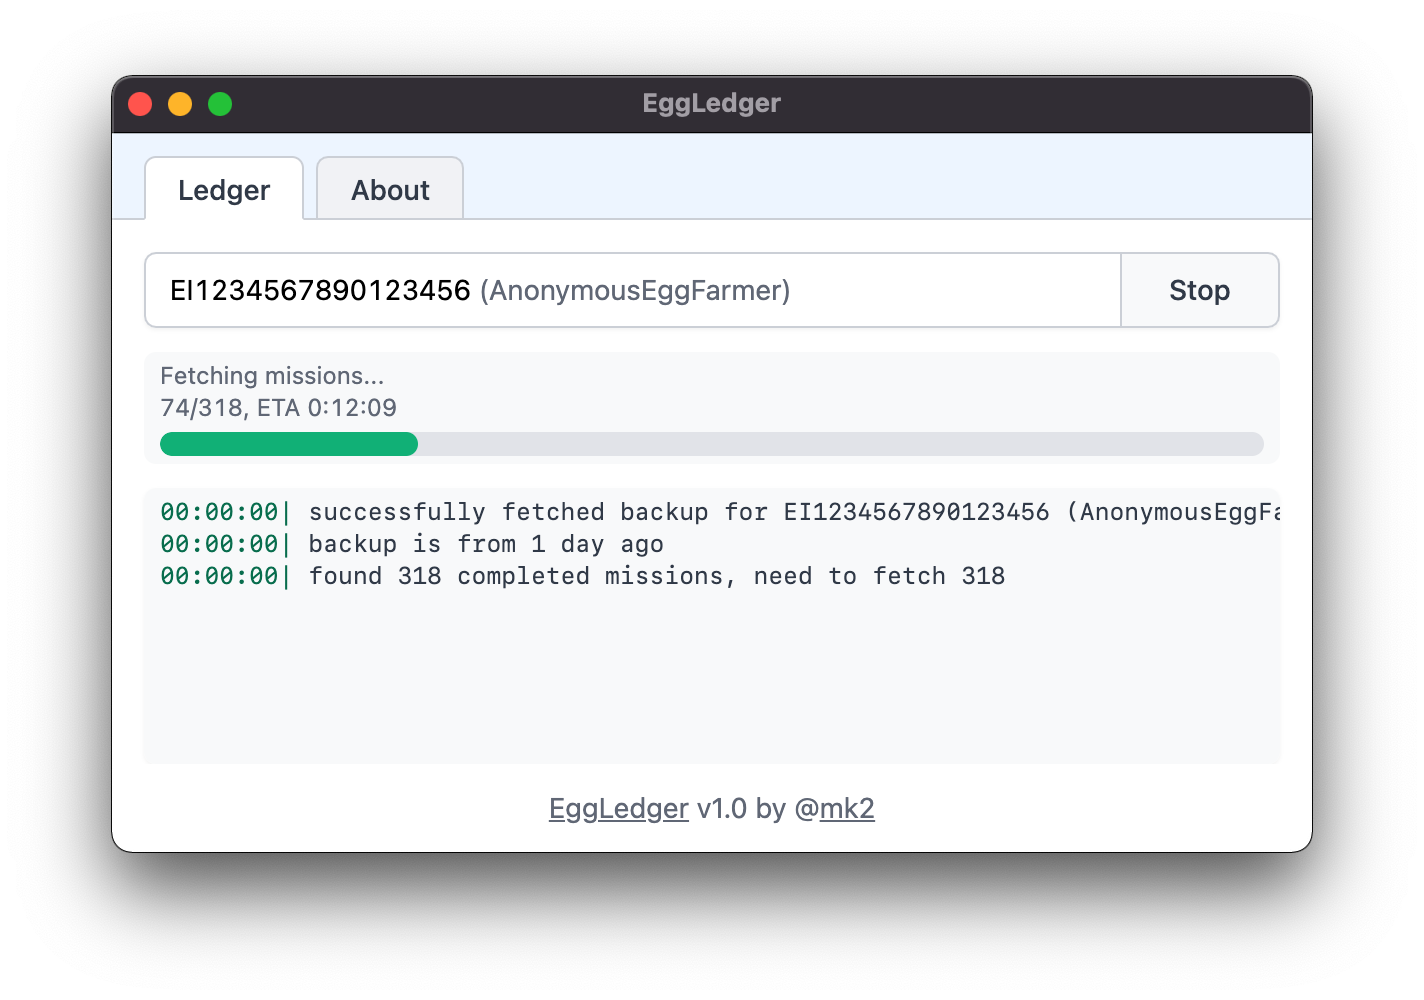 EggLedger
Ledger About
EI1234567890123456 (AnonymousEggFarmer) Stop
Fetching missions...
74/318, ETA 0:12:09
00:00:00| successfully fetched backup for EI1234567890123456 (AnonymousEggFa
00:00:00| backup is from 1 day ago
00:00:00| found 318 completed missions, need to fetch 318
EggLedger v1.0 by @mk2